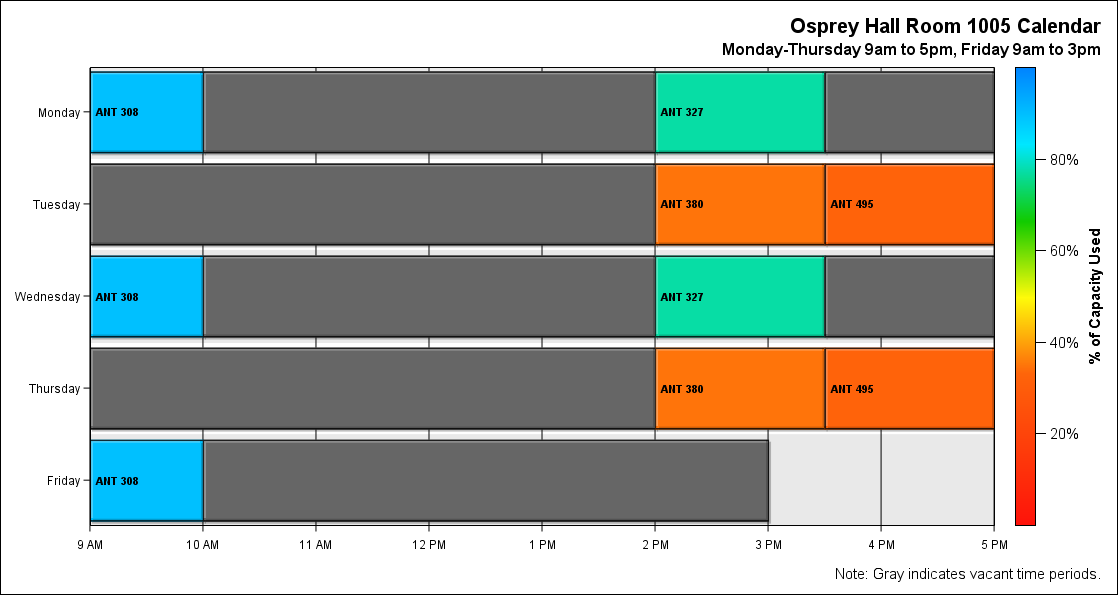 Osprey Hall Room 1005 Calendar
Monday-Thursday 9am to 5pm, Friday 9am to 3pm
Monday
ANT 308
ANT 327
Tuesday
ANT 380
ANT 495
Wednesday
ANT 308
ANT 327
Thursday
ANT 380
ANT 495
Friday
ANT 308
9 AM
10 AM
11 AM
12 PM
1 PM
2 PM
3 PM
4 PM
5 PM
80%
60%
40%
20%
% of Capacity Used
Note: Gray indicates vacant time periods.